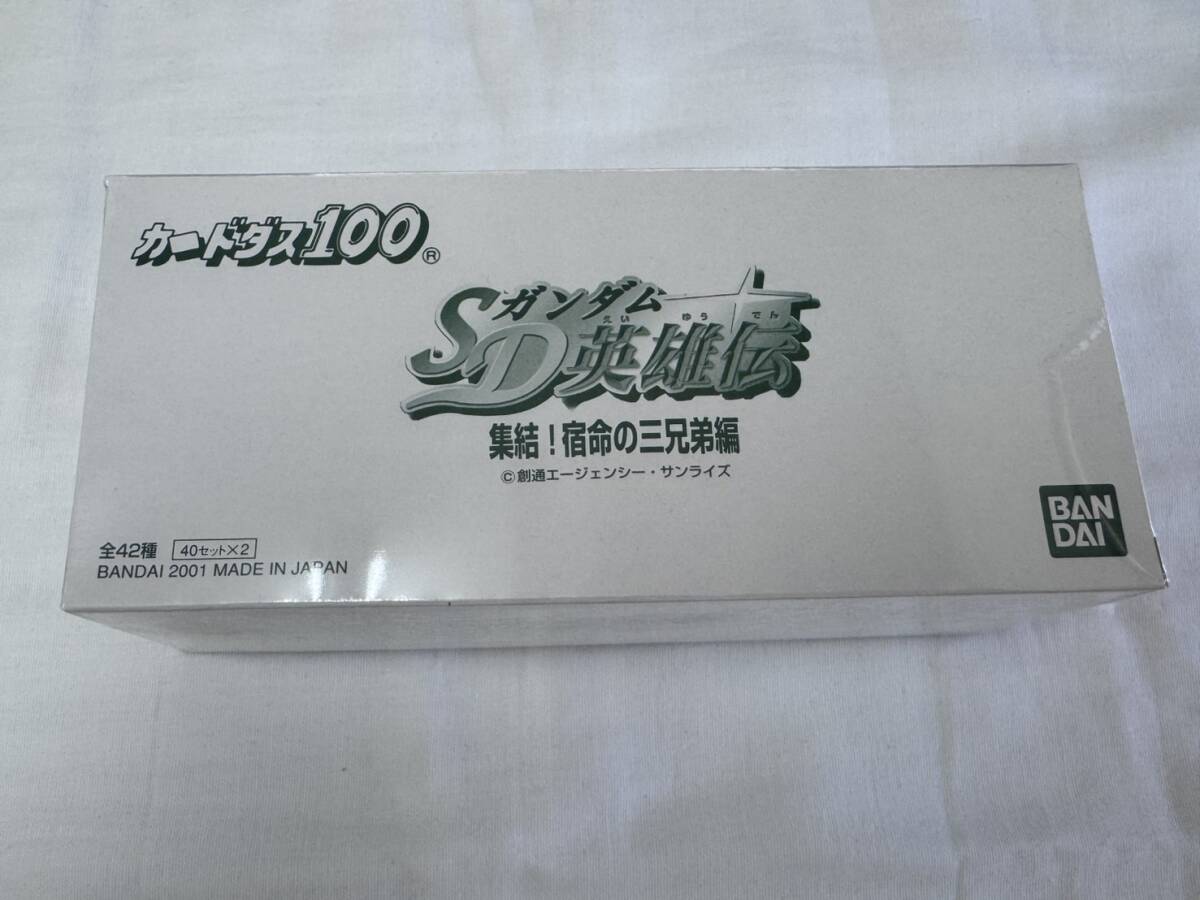 カードダス100®
SDガンダム英雄伝
えい ゆう でん
集結！宿命の三兄弟編
©創通エージェンシー・サンライズ
全42種 40セット×2
BANDAI 2001 MADE IN JAPAN
BAN
DAI